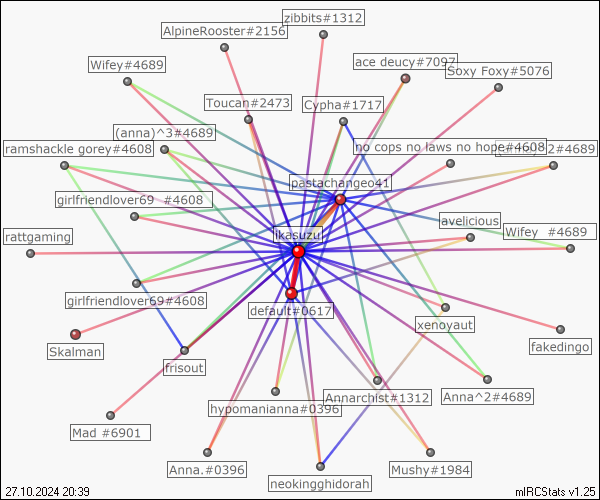 zibbits#1312
AlpineRooster#2156
ace deucy#7097
Wifey#4689
Soxy Foxy#5076
Toucan#2473
Cypha#1717
(anna)^3#4689
ramshackle gorey#4608
no cops no laws no hope#4608
2#4689
pastachangeo41
girlfriendlover69 #4608
avelicious
Wifey #4689
rattgaming
ikasuzu
girlfriendlover69#4608
default#0617
xenoyaut
Skalman
fakedingo
frisout
Annarchist#1312
Anna^2#4689
hypomanianna#0396
Mad #6901
Anna.#0396
Mushy#1984
neokingghidorah
27.10.2024 20:39
mIRCStats v1.25